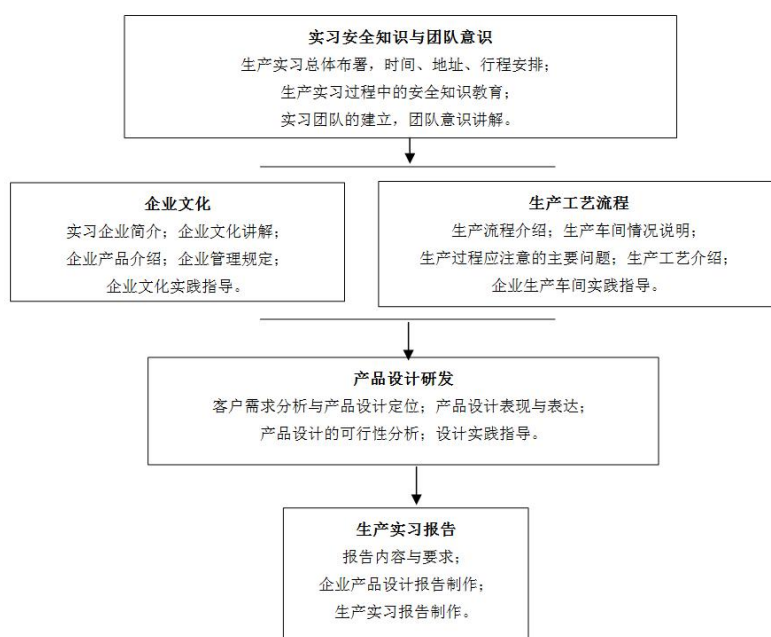 实习安全知识与团队意识
生产实习总体布署，时间、地址、行程安排；
生产实习过程中的安全知识教育；
实习团队的建立，团队意识讲解。
企业文化
实习企业简介；企业文化讲解；
企业产品介绍；企业管理规定；
企业文化实践指导。
生产工艺流程
生产流程介绍；生产车间情况说明；
生产过程应注意的主要问题；生产工艺介绍；
企业生产车间实践指导。
产品设计研发
客户需求分析与产品设计定位；产品设计表现与表达；
产品设计的可行性分析；设计实践指导。
生产实习报告
报告内容与要求；
企业产品设计报告制作；
生产实习报告制作。